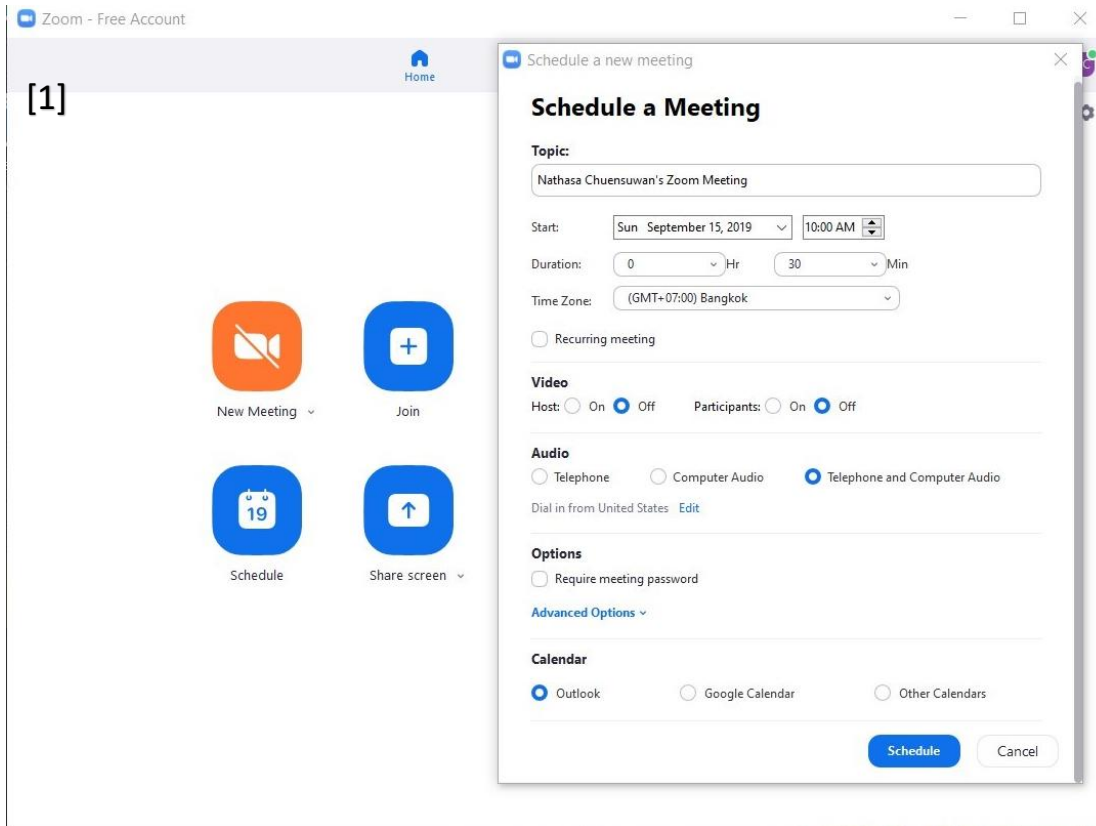 Zoom - Free Account
Home
[1]
New Meeting
Join
19
Schedule
Share screen
Schedule a new meeting
Schedule a Meeting
Topic:
Nathasa Chuensuwan's Zoom Meeting
Start: Sun September 15, 2019 10:00 AM
Duration: 0 Hr 30 Min
Time Zone: (GMT+07:00) Bangkok
Recurring meeting
Video
Host: On Off Participants: On Off
Audio
Telephone Computer Audio Telephone and Computer Audio
Dial in from United States Edit
Options
Require meeting password
Advanced Options
Calendar
Outlook Google Calendar Other Calendars
Schedule Cancel